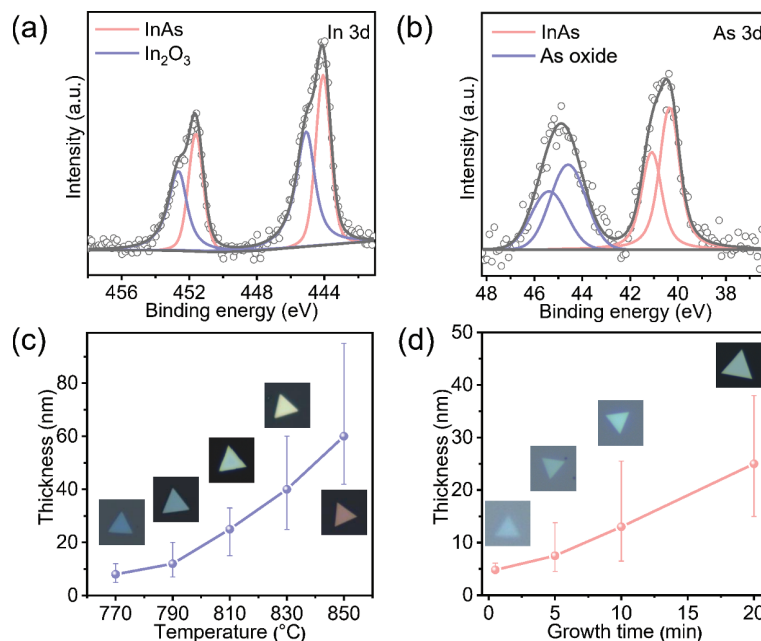 (a)
InAs
In 3d
In₂O₃
Intensity (a.u.)
456 452 448 444
Binding energy (eV)
(b)
InAs
As 3d
As oxide
Intensity (a.u.)
48 46 44 42 40 38
Binding energy (eV)
(c)
Thickness (nm)
80
60
40
20
0
770 790 810 830 850
Temperature (°C)
(d)
Thickness (nm)
50
40
30
20
10
0
0 5 10 20
Growth time (min)